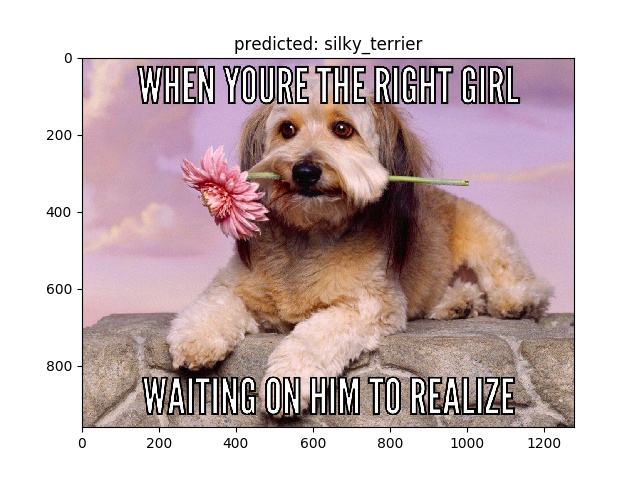 predicted: silky_terrier
WHEN YOURE THE RIGHT GIRL
WAITING ON HIM TO REALIZE
0
200
400
600
800
0 200 400 600 800 1000 1200